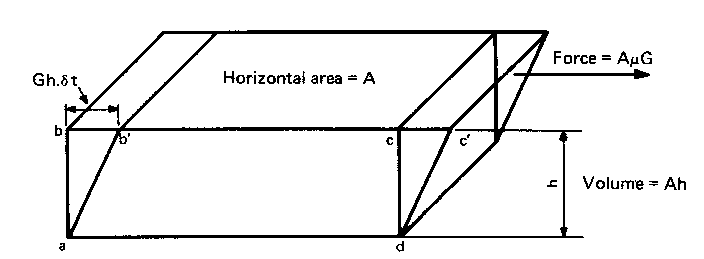 Force = AμG
Gh.δt
Horizontal area = A
b
b'
c
c'
h
Volume = Ah
a
d